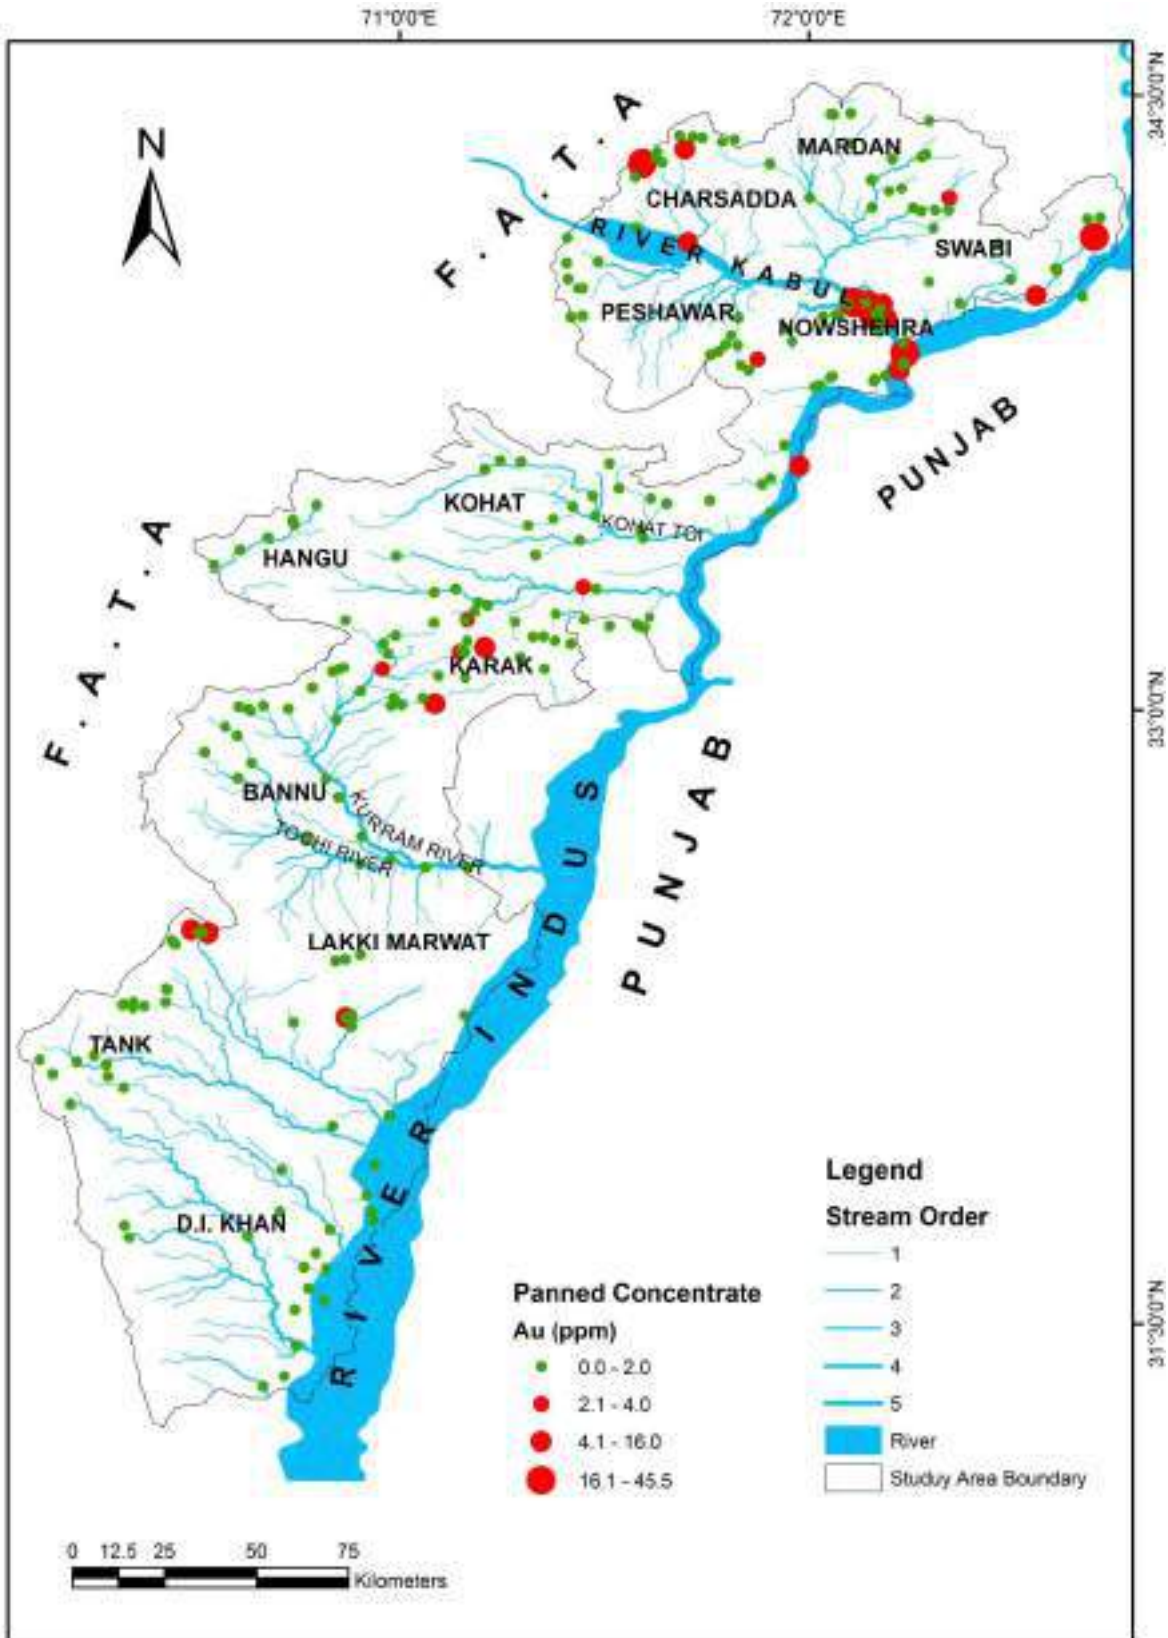 71°0'0"E
72°0'0"E
34°30'0"N
N
F . A . T . A
MARDAN
CHARSADDA
SWABI
RIVER KABUL
PESHAWAR
NOWSHEHRA
PUNJAB
KOHAT
KOHAT TOI
HANGU
F . A . T . A
KARAK
33°0'0"N
PUNJAB
BANNU
KURRAM RIVER
TOCHI RIVER
LAKKI MARWAT
RIVER INDUS
TANK
D.I. KHAN
31°30'0"N
Legend
Stream Order
1
2
3
4
5
River
Studuy Area Boundary
Panned Concentrate
Au (ppm)
0.0 - 2.0
2.1 - 4.0
4.1 - 16.0
16.1 - 45.5
0 12.5 25 50 75
Kilometers